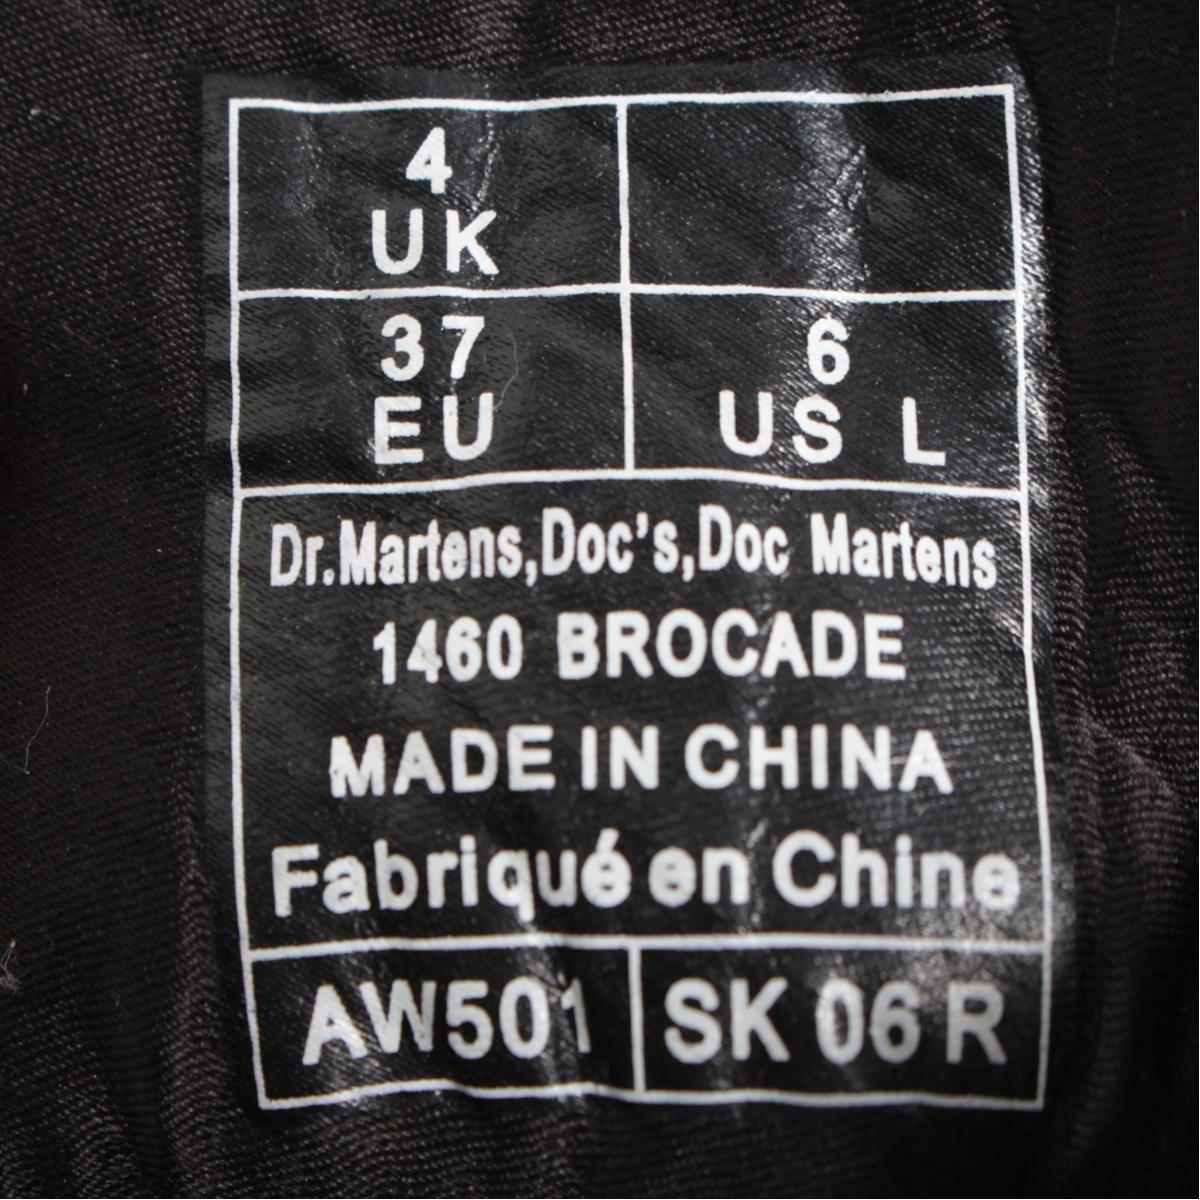 4
UK
37
EU
6
US L
Dr.Martens,Doc's,Doc Martens
1460 BROCADE
MADE IN CHINA
Fabriqué en Chine
AW501
SK 06 R